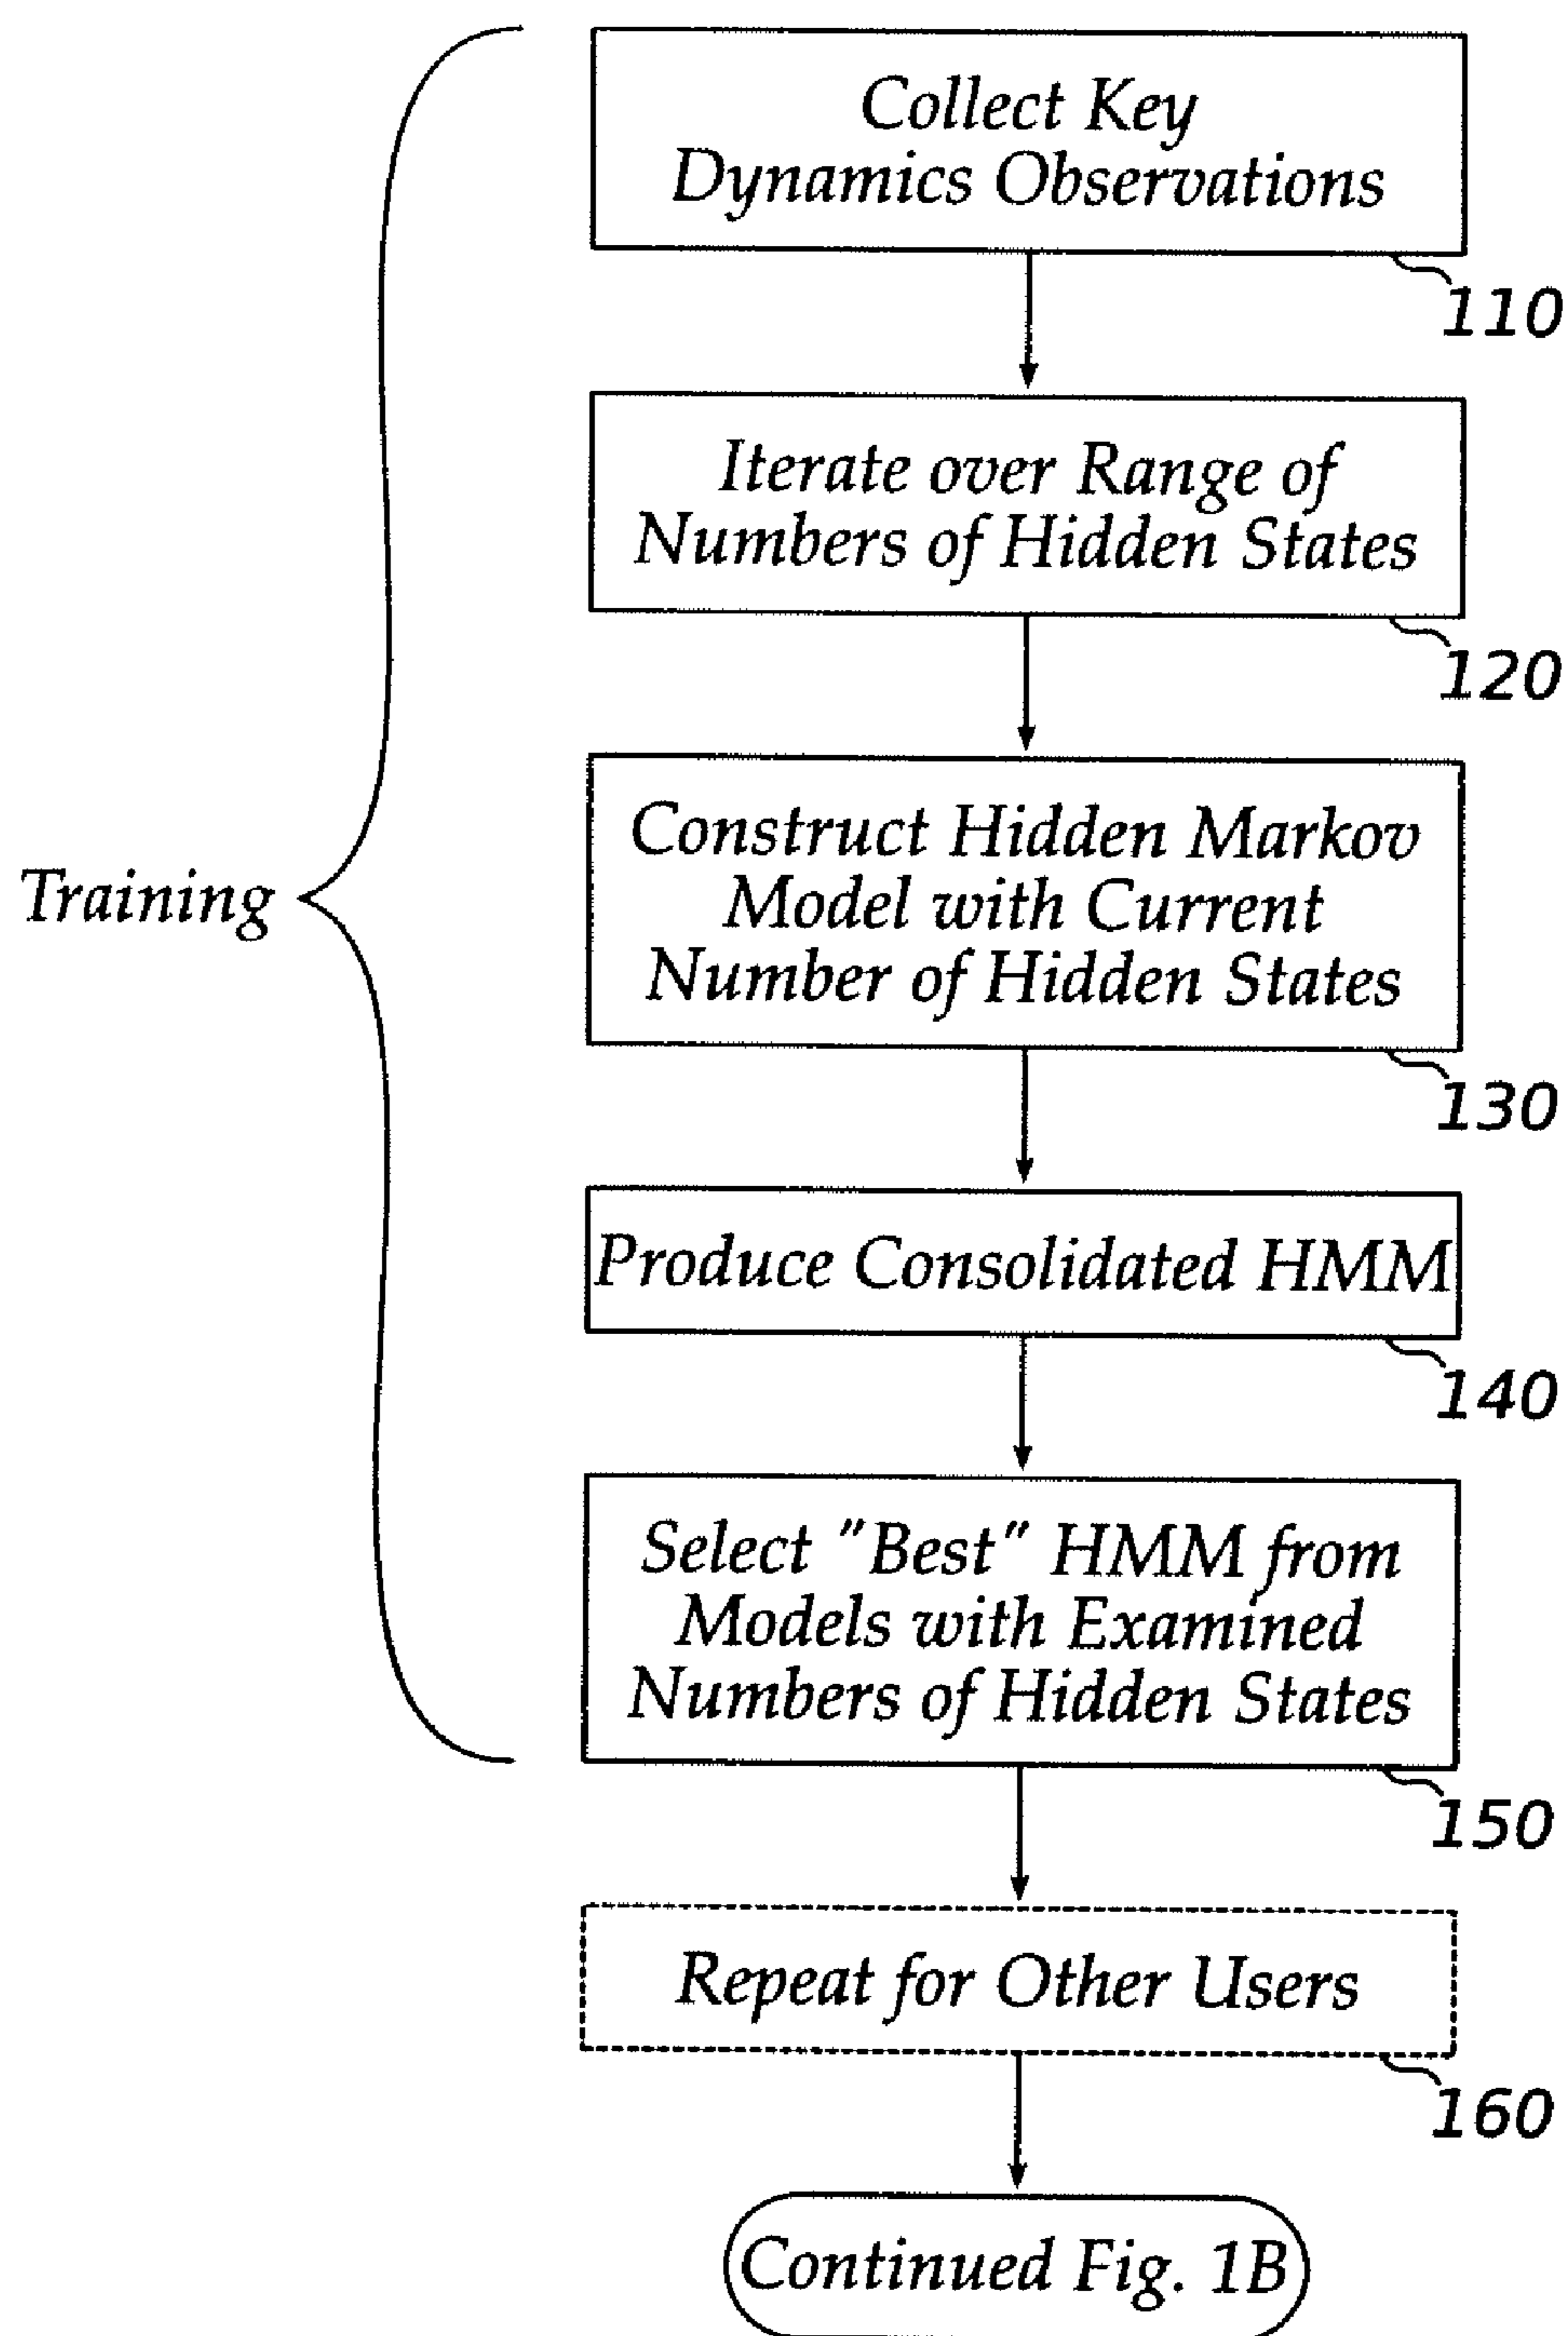 Collect Key
Dynamics Observations
110
Iterate over Range of
Numbers of Hidden States
120
Construct Hidden Markov
Model with Current
Number of Hidden States
130
Training
Produce Consolidated HMM
140
Select "Best" HMM from
Models with Examined
Numbers of Hidden States
150
Repeat for Other Users
160
Continued Fig. 1B